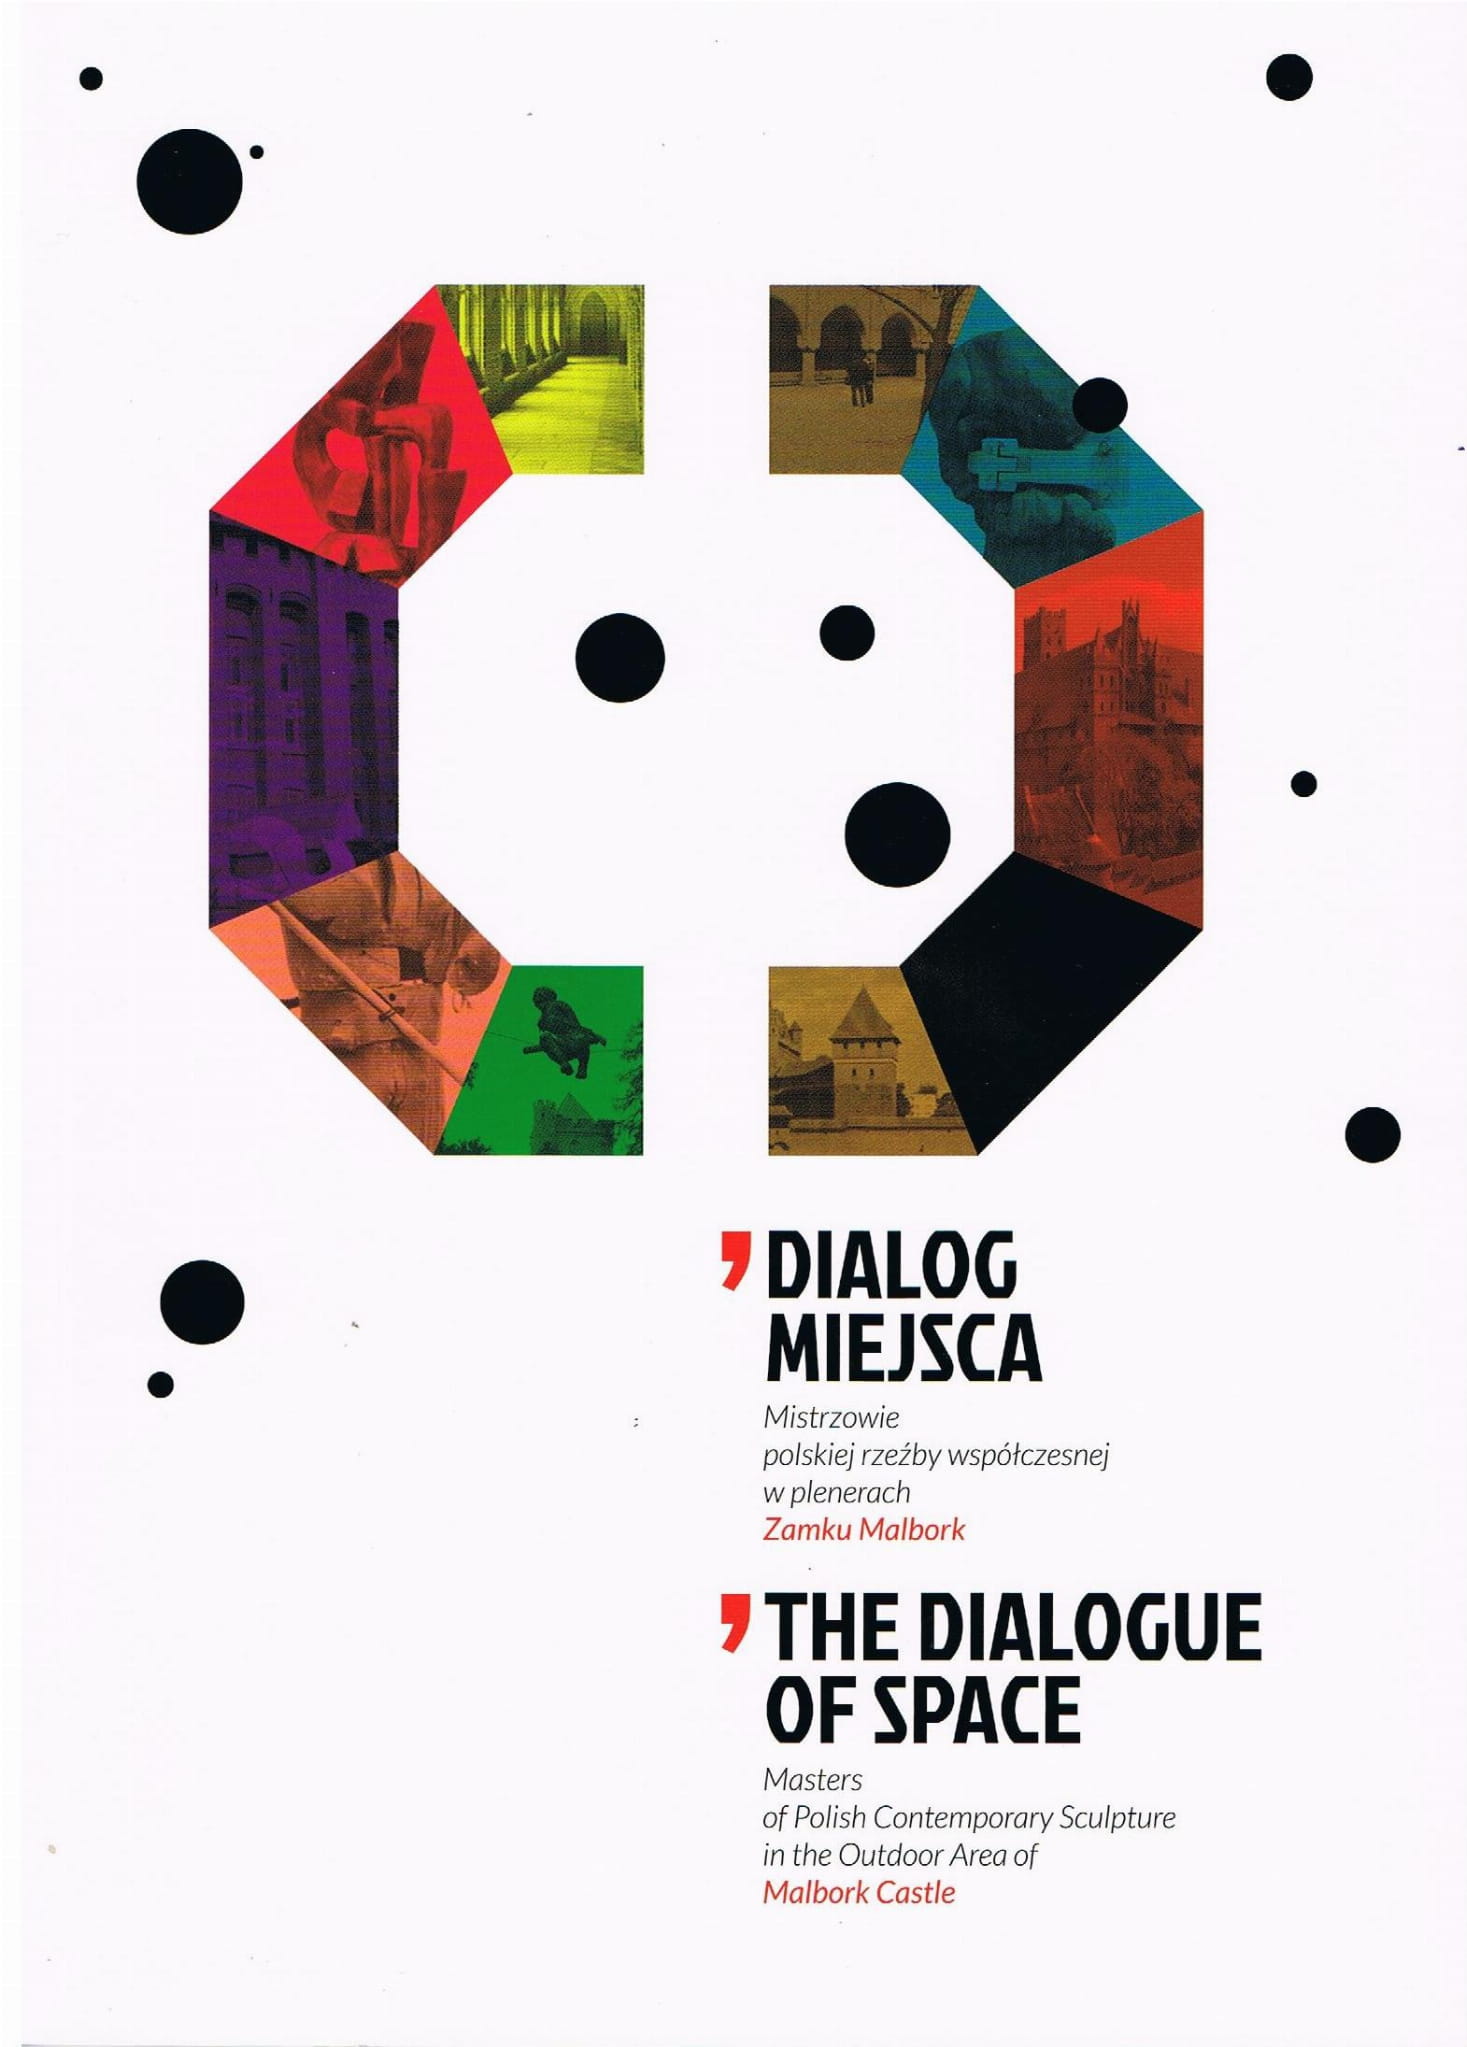 ’DIALOG
MIEJSCA
Mistrzowie
polskiej rzeźby współczesnej
w plenerach
Zamku Malbork
’THE DIALOGUE
OF SPACE
Masters
of Polish Contemporary Sculpture
in the Outdoor Area of
Malbork Castle